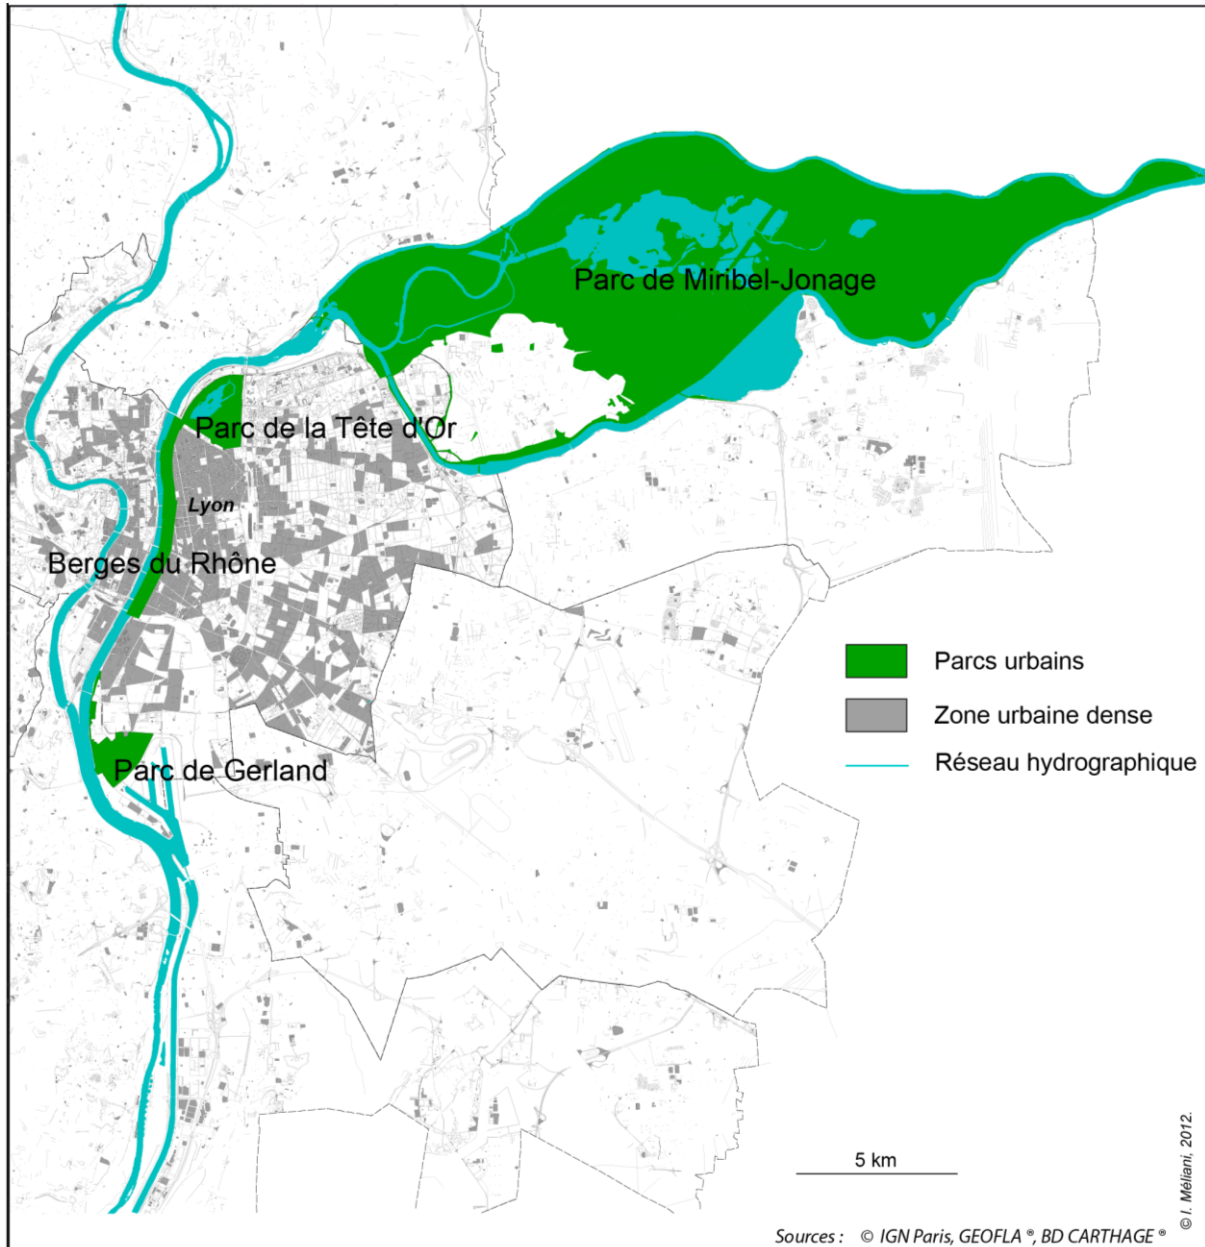 Parc de Miribel-Jonage
Parc de la Tête d'Or
Lyon
Berges du Rhône
Parc de Gerland
Parcs urbains
Zone urbaine dense
Réseau hydrographique
5 km
© I. Méliani, 2012.
Sources : © IGN Paris, GEOFLA ®, BD CARTHAGE ®